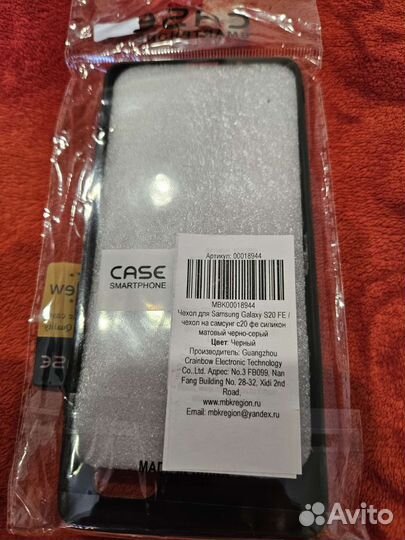 CASE
SMARTPHONE
Артикул: 00018944
MBK00018944
Чехол для Samsung Galaxy S20 FE /
чехол на самсунг с20 фе силикон
матовый черно-серый
Цвет: Черный
Производитель: Guangzhou
Crainbow Electronic Technology
Co.,Ltd. Адрес: No.3 FB099, Nan
Fang Building No. 28-32, Xidi 2nd
Road,
www.mbkregion.ru
Email: mbkregion@yandex.ru
Avito